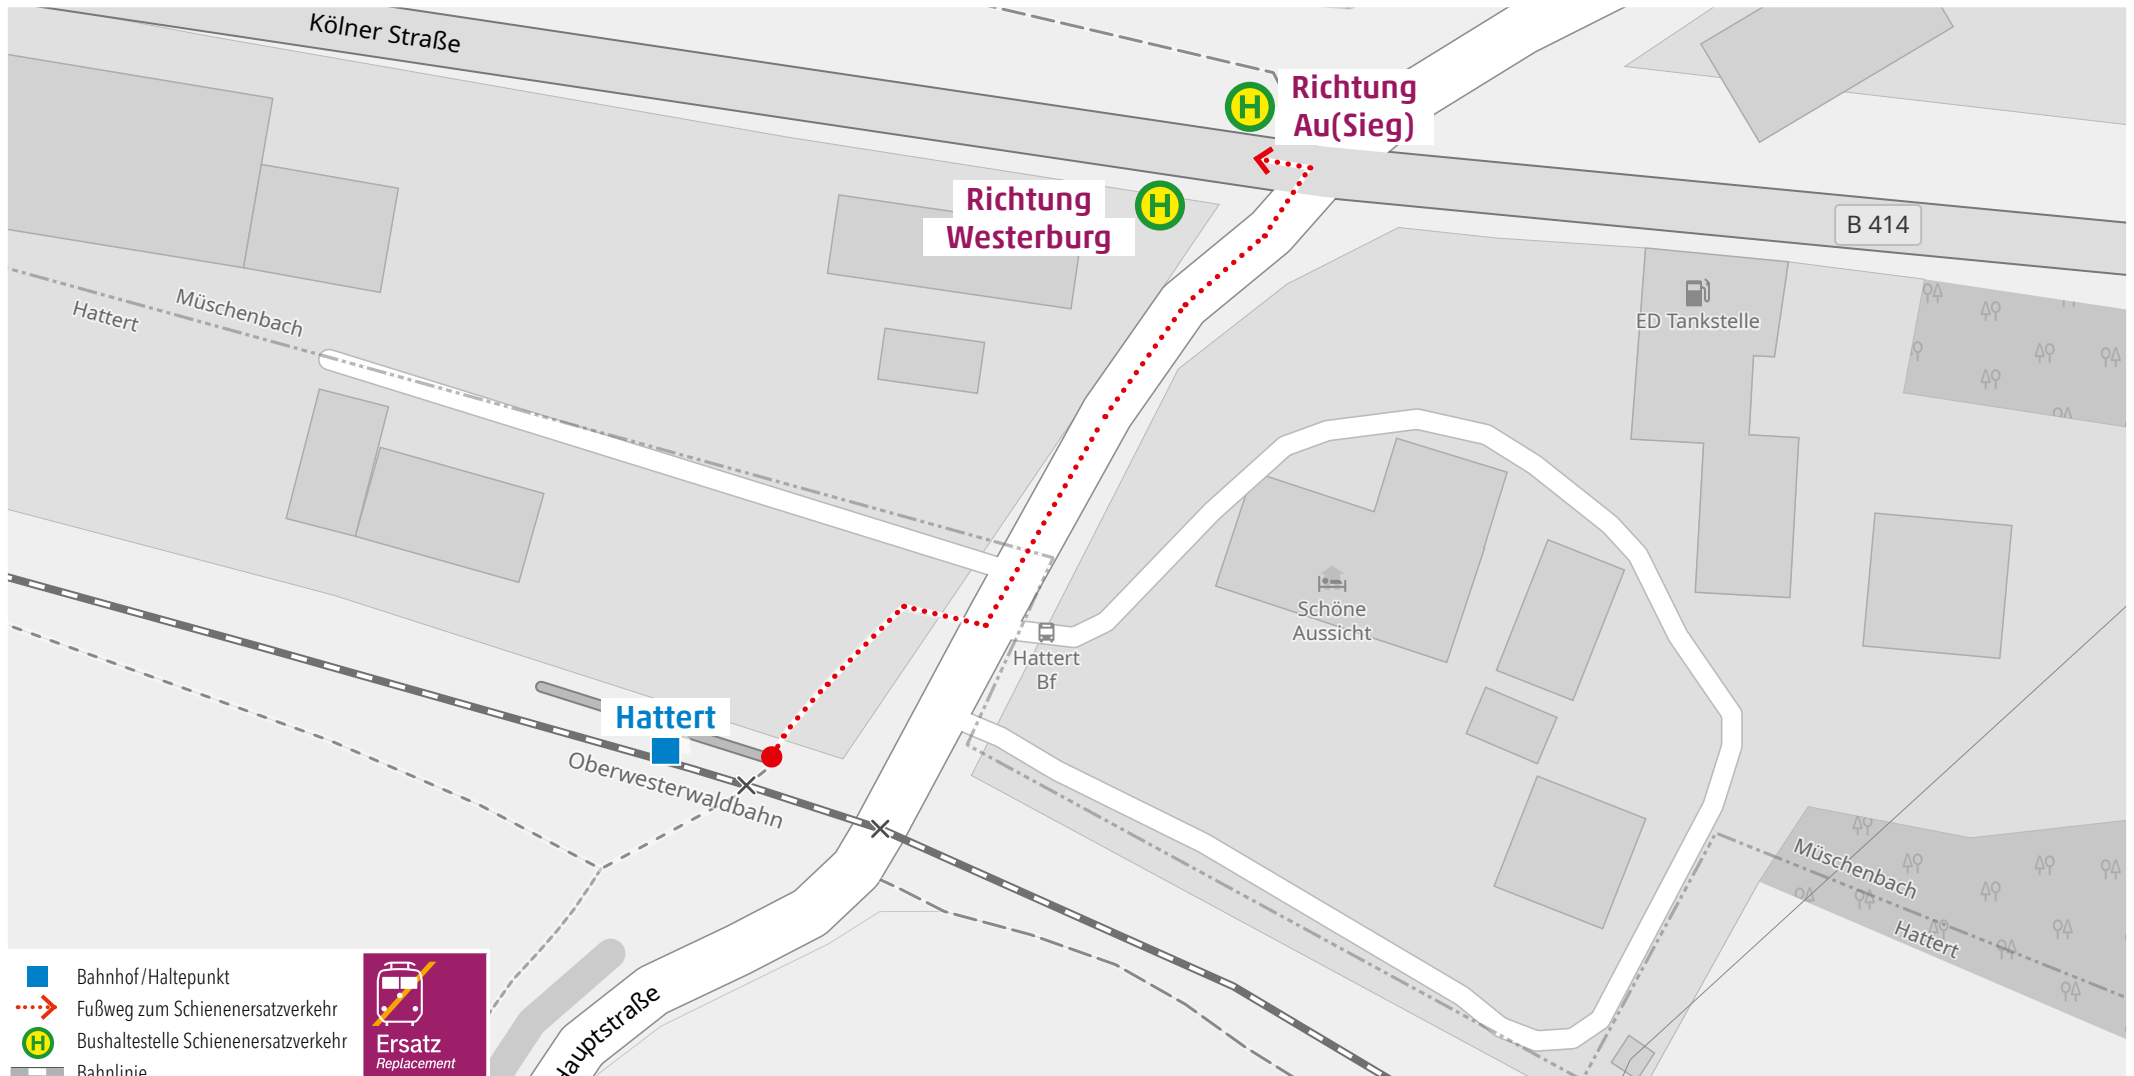 Kölner Straße
Richtung
Au(Sieg)
H
Richtung
Westerburg
H
B 414
Müschenbach
Hattert
ED Tankstelle
Schöne
Aussicht
Hattert
Bf
Hattert
Oberwesterwaldbahn
Müschenbach
Hattert
Hauptstraße
Bahnhof/Haltepunkt
Fußweg zum Schienenersatzverkehr
H
Bushaltestelle Schienenersatzverkehr
Bahnlinie
Ersatz
Replacement